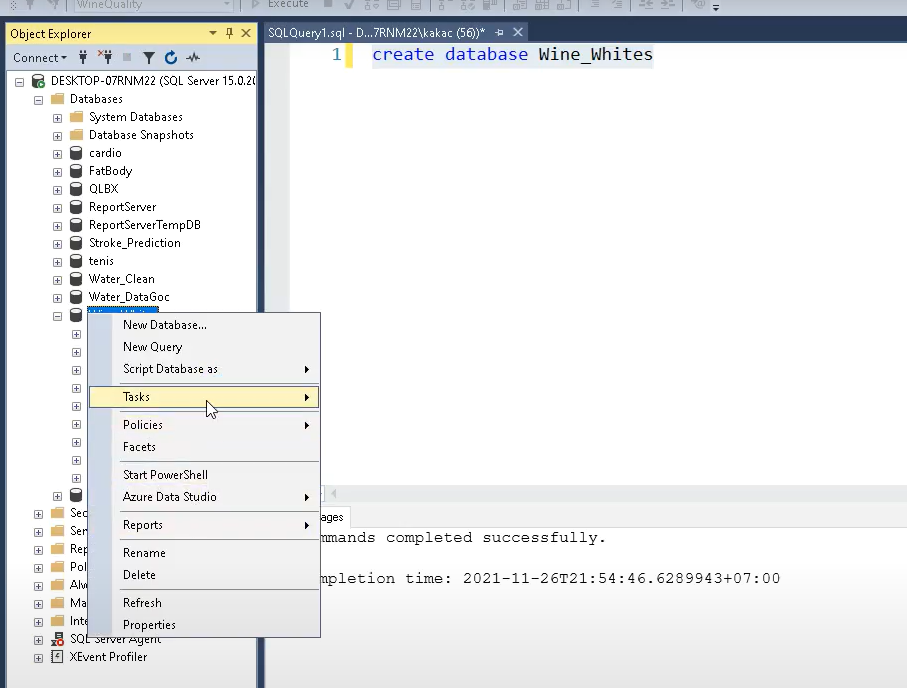 WineQuality
Execute
Object Explorer
Connect
DESKTOP-07RNM22 (SQL Server 15.0.20
Databases
System Databases
Database Snapshots
cardio
FatBody
QLBX
ReportServer
ReportServerTempDB
Stroke_Prediction
tenis
Water_Clean
Water_DataGoc
New Database...
New Query
Script Database as
Tasks
Policies
Facets
Start PowerShell
Azure Data Studio
Reports
Rename
Delete
Refresh
Properties
Sec
Ser
Rep
Pol
Alw
Ma
Inte
SQL Server Agent
XEvent Profiler
SQLQuery1.sql - D...7RNM22\kakac (56))*
1 create database Wine_Whites
ages
mmands completed successfully.
mpletion time: 2021-11-26T21:54:46.6289943+07:00